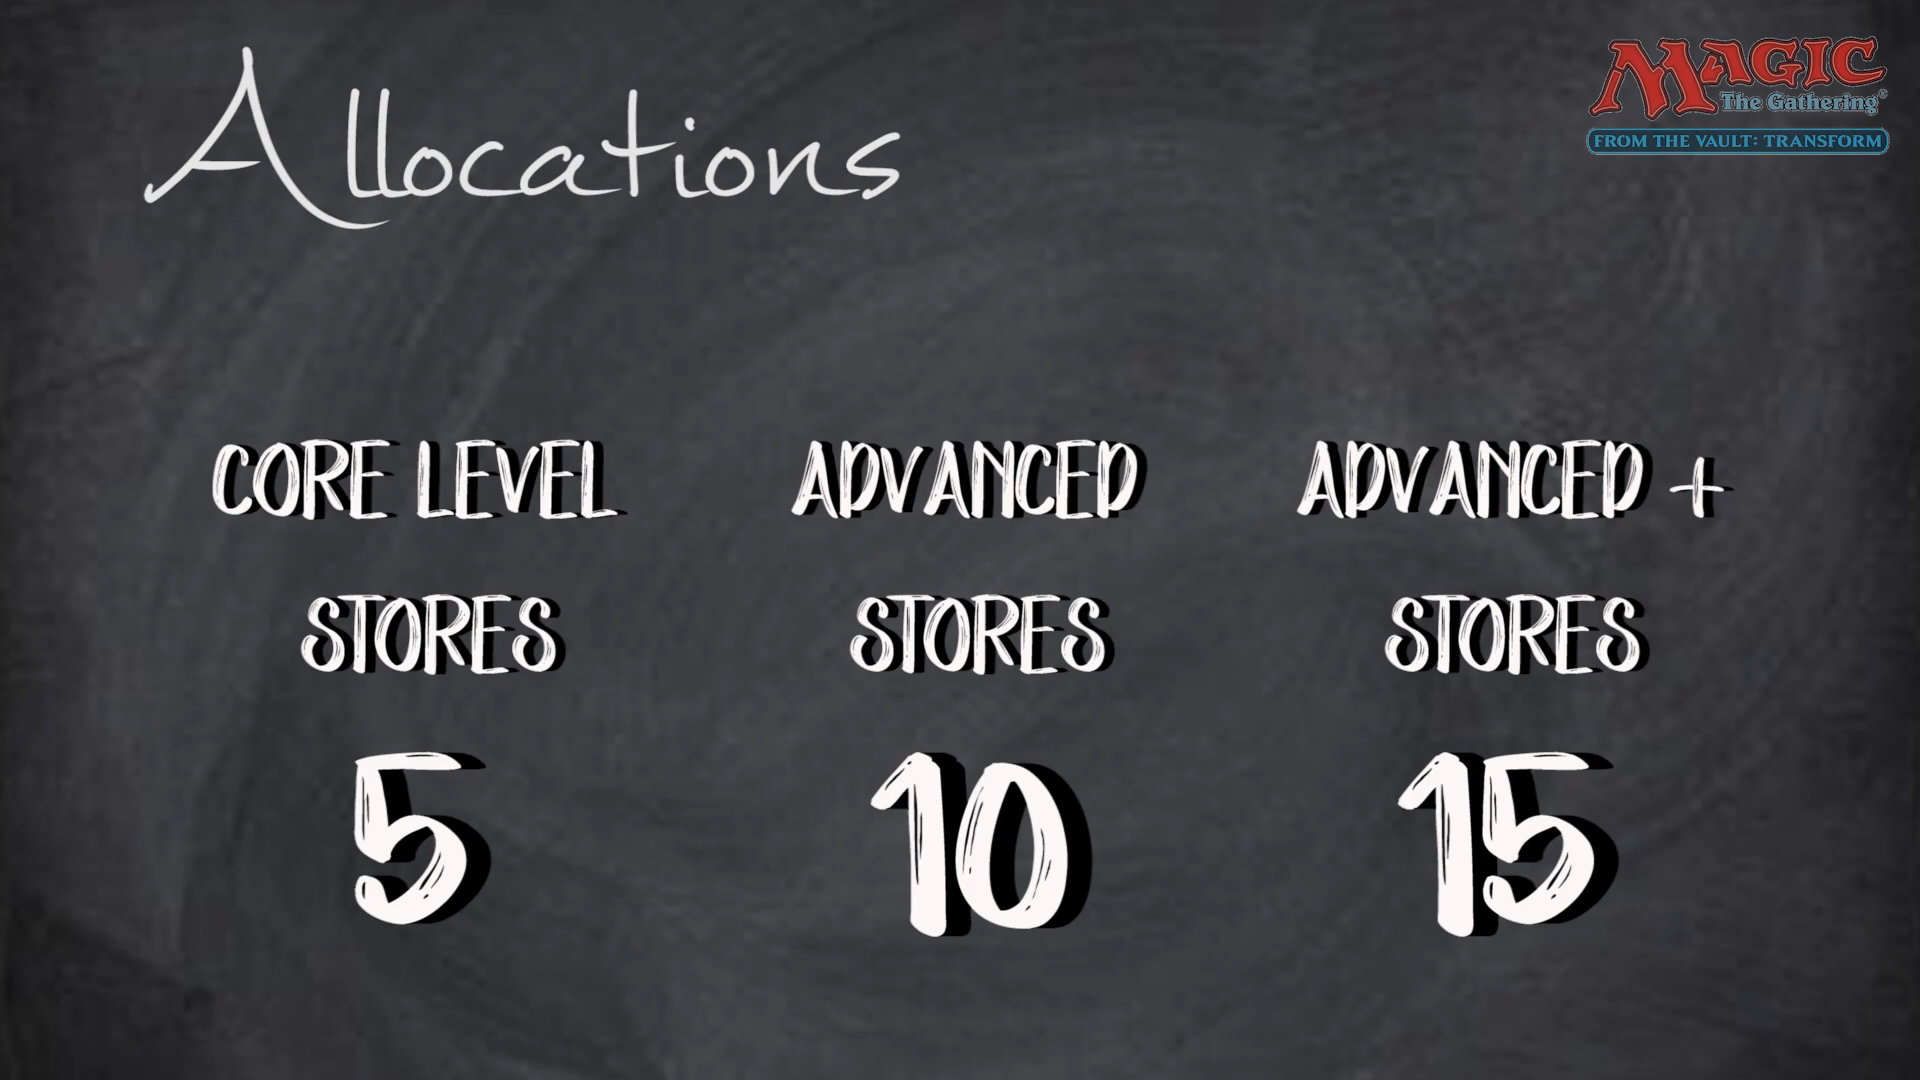 Allocations
MAGIC
The Gathering®
FROM THE VAULT: TRANSFORM
CORE LEVEL
STORES
5
ADVANCED
STORES
10
ADVANCED +
STORES
15